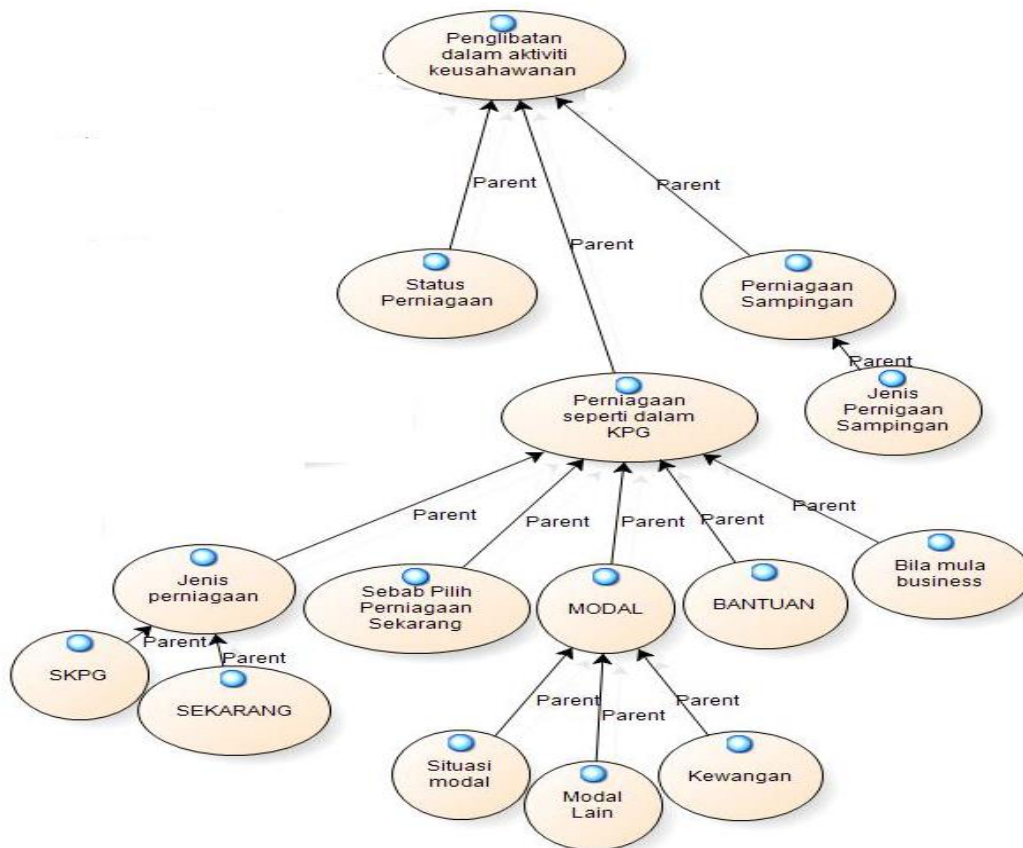 Penglibatan
dalam aktiviti
keusahawanan
Parent
Parent
Parent
Status
Perniagaan
Perniagaan
Sampingan
Parent
Perniagaan
seperti dalam
KPG
Jenis
Pernigaan
Sampingan
Parent
Parent
Parent
Parent
Parent
Jenis
perniagaan
Sebab Pilih
Perniagaan
Sekarang
MODAL
BANTUAN
Bila mula
business
Parent
Parent
SKPG
SEKARANG
Parent
Parent
Parent
Situasi
modal
Modal
Lain
Kewangan